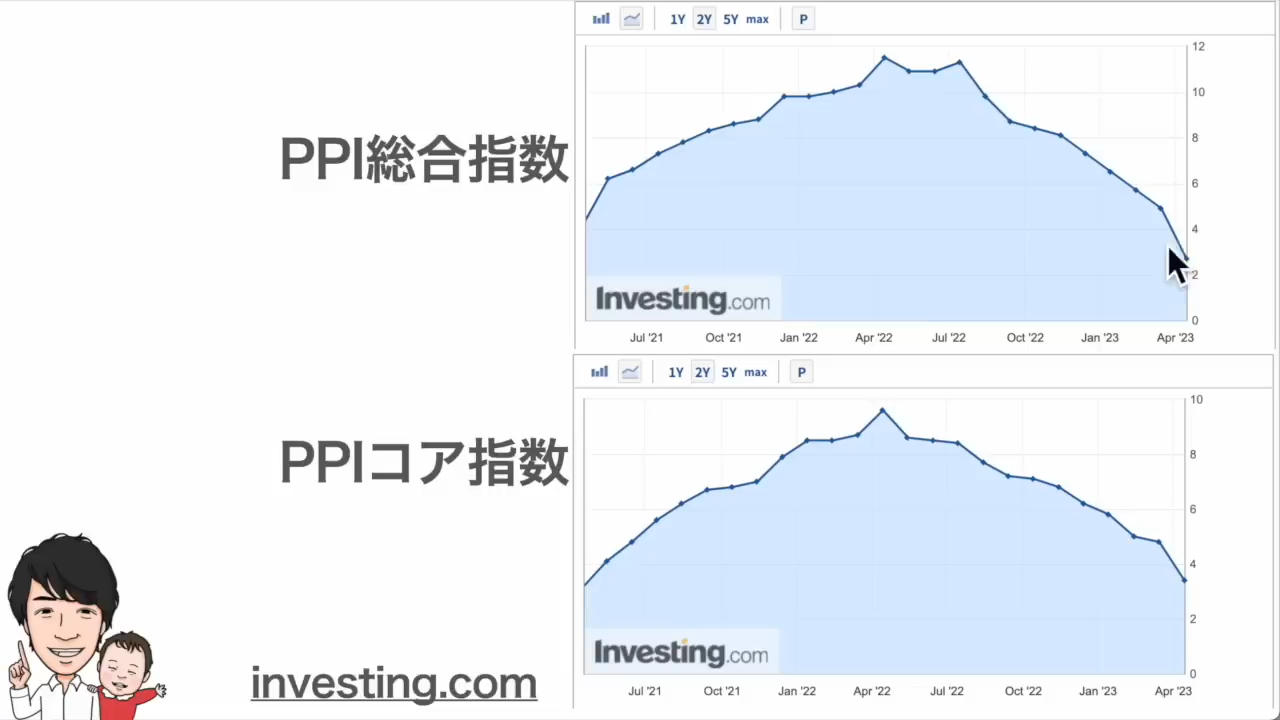 1Y 2Y 5Y max P
PPI総合指数
12
10
8
6
4
2
0
Investing.com
Jul '21 Oct '21 Jan '22 Apr '22 Jul '22 Oct '22 Jan '23 Apr '23
1Y 2Y 5Y max P
PPIコア指数
10
8
6
4
2
0
Investing.com
Jul '21 Oct '21 Jan '22 Apr '22 Jul '22 Oct '22 Jan '23 Apr '23
investing.com